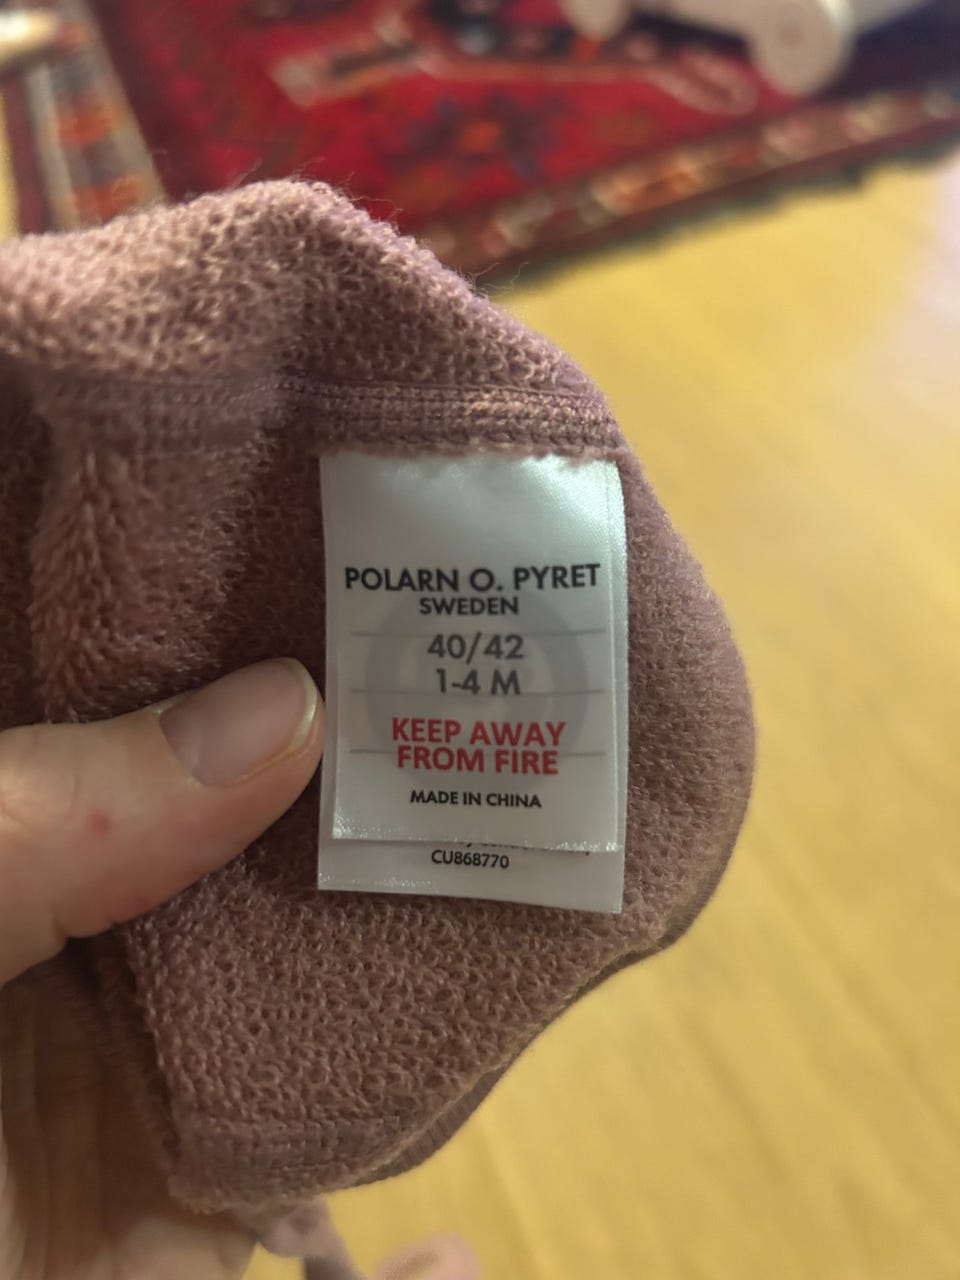 POLARN O. PYRET
SWEDEN
40/42
1-4 M
KEEP AWAY
FROM FIRE
MADE IN CHINA
CU868770